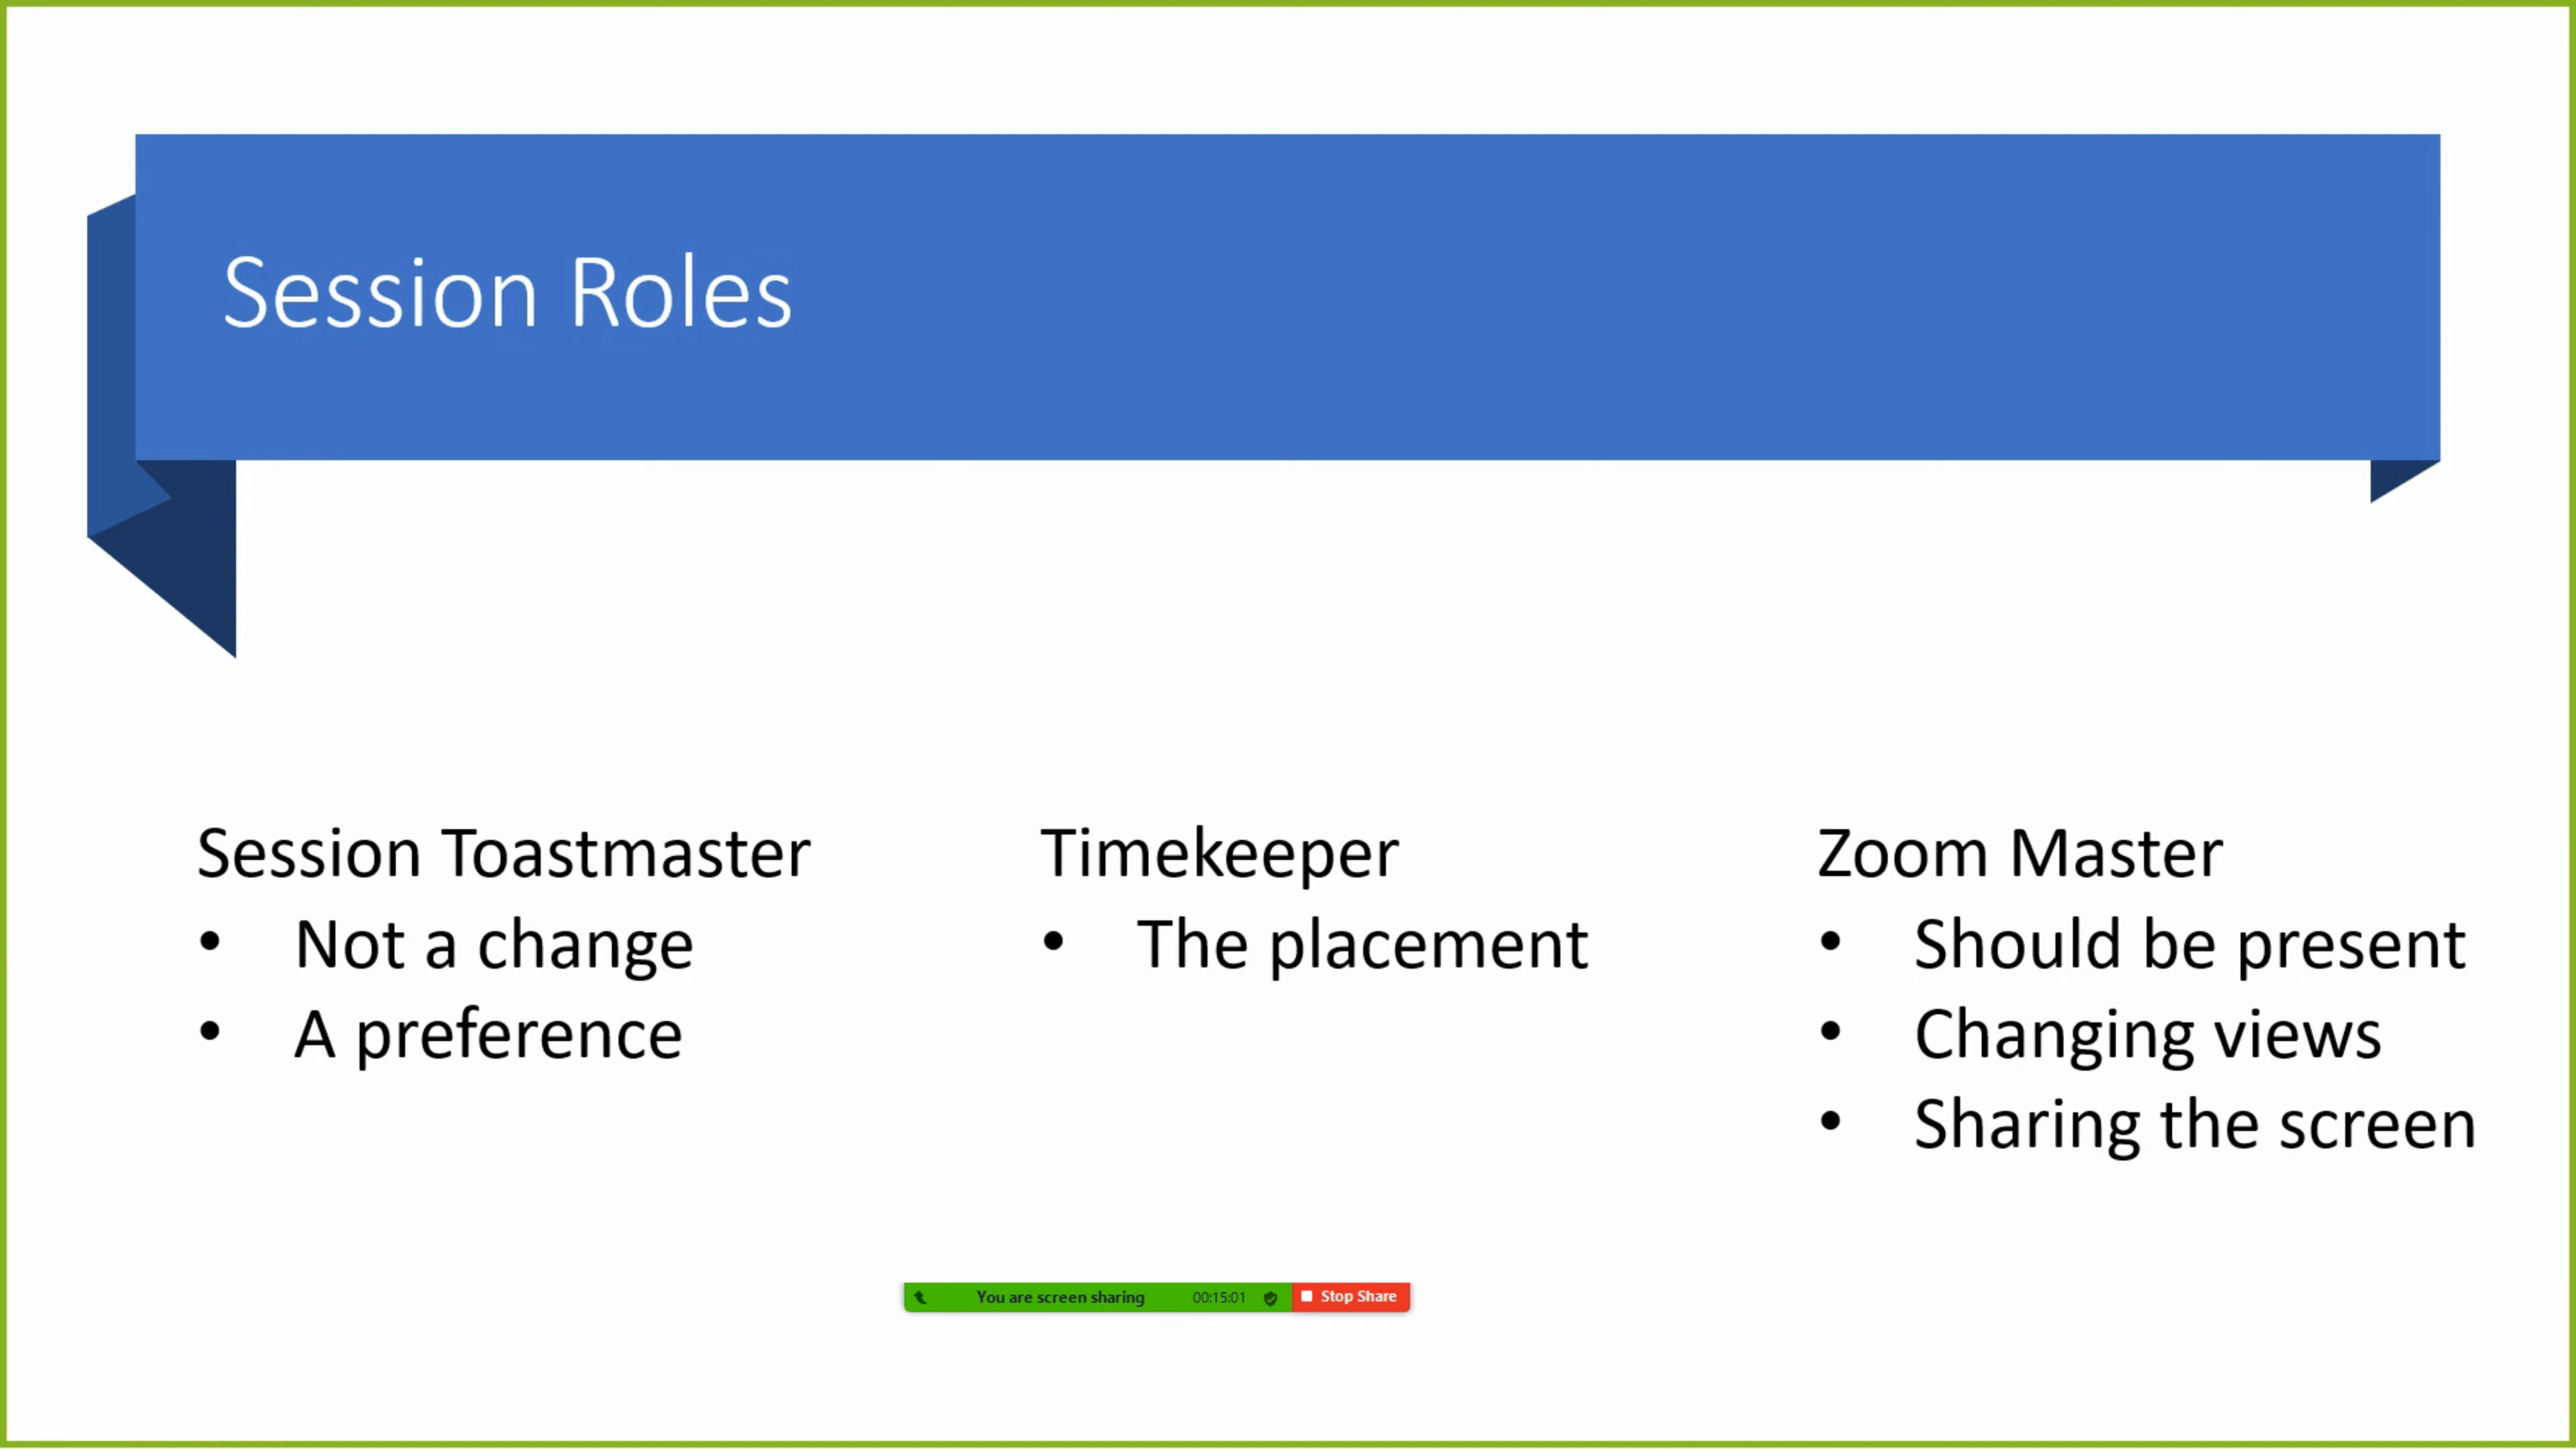 Session Roles
Session Toastmaster
• Not a change
• A preference
Timekeeper
• The placement
Zoom Master
• Should be present
• Changing views
• Sharing the screen
You are screen sharing 00:15:01 Stop Share